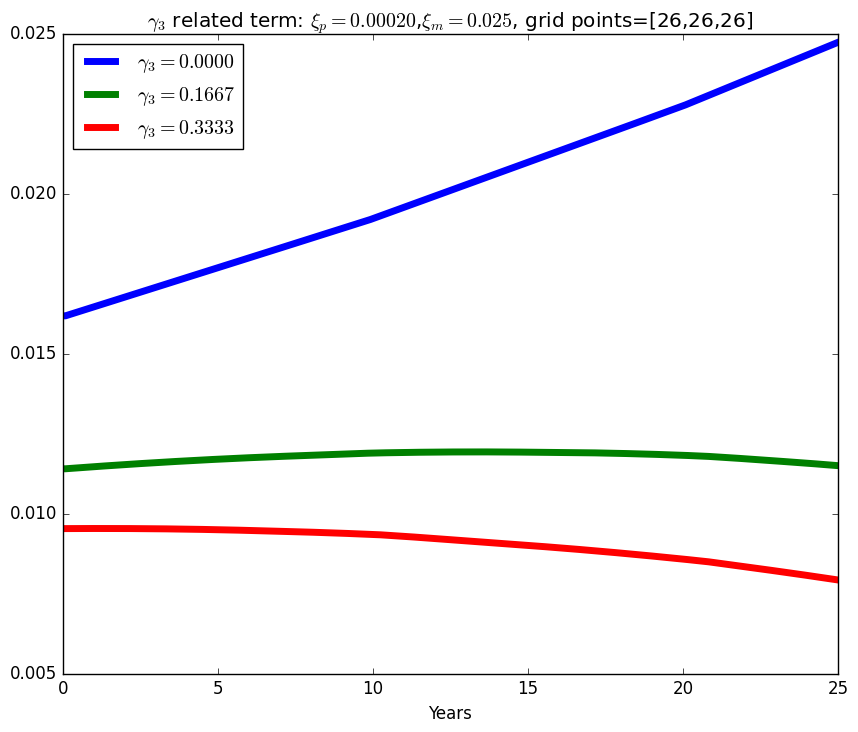 γ₃ related term: ξₚ = 0.00020,ξₘ = 0.025, grid points=[26,26,26]
0.025
γ₃ = 0.0000
γ₃ = 0.1667
γ₃ = 0.3333
0.020
0.015
0.010
0.005
0 5 10 15 20 25
Years